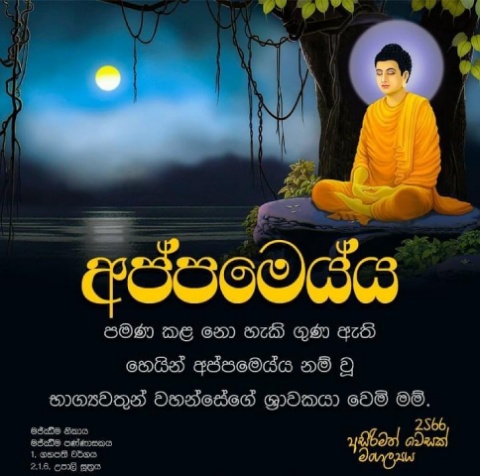 අප්පමෙය්ය
පමණ කළ නො හැකි ගුණ ඇති
හෙයින් අප්පමෙය්ය නම් වූ
භාග්‍යවතුන් වහන්සේගේ ශ්‍රාවකයා වෙමි මම්.
මජ්ඣිම නිකාය
මජ්ඣිම පණ්ණාසකය
1. ගහපති වර්ගය
2.1.6. උපාලි සූත්‍රය
2566
අසිරිමත් වෙසක්
මංගල්‍යය